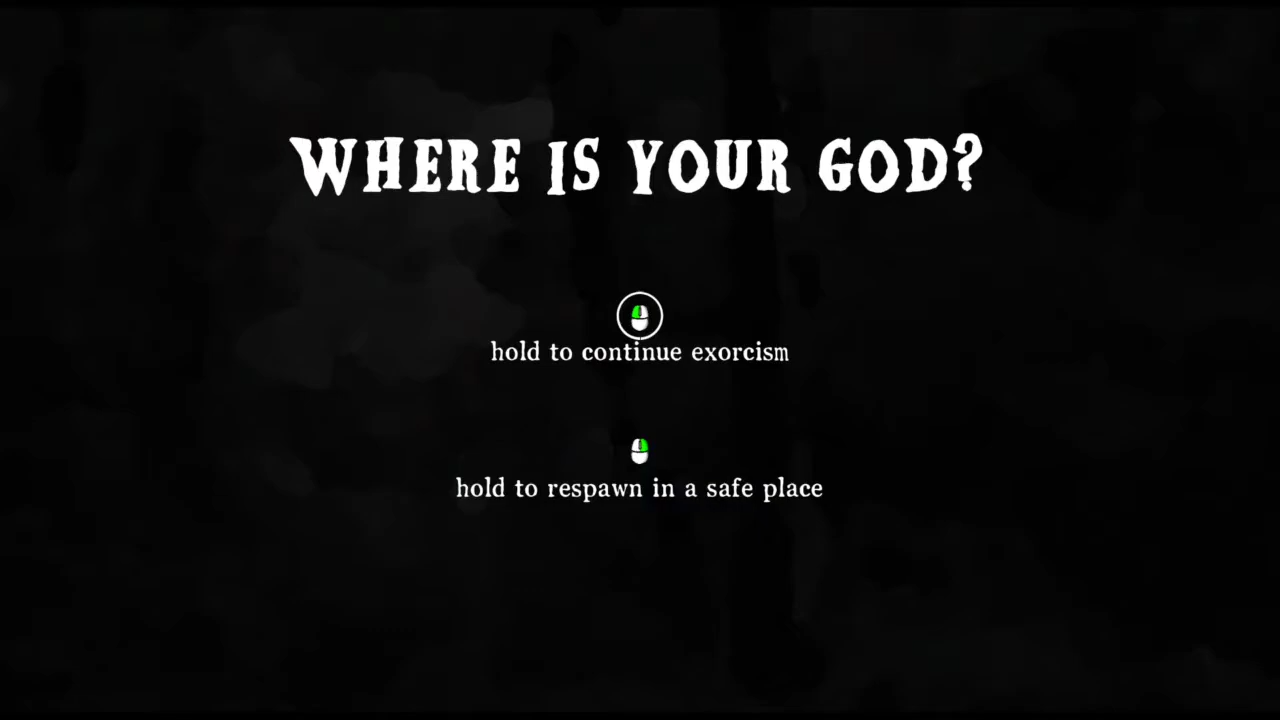 WHERE IS YOUR GOD?
hold to continue exorcism
hold to respawn in a safe place